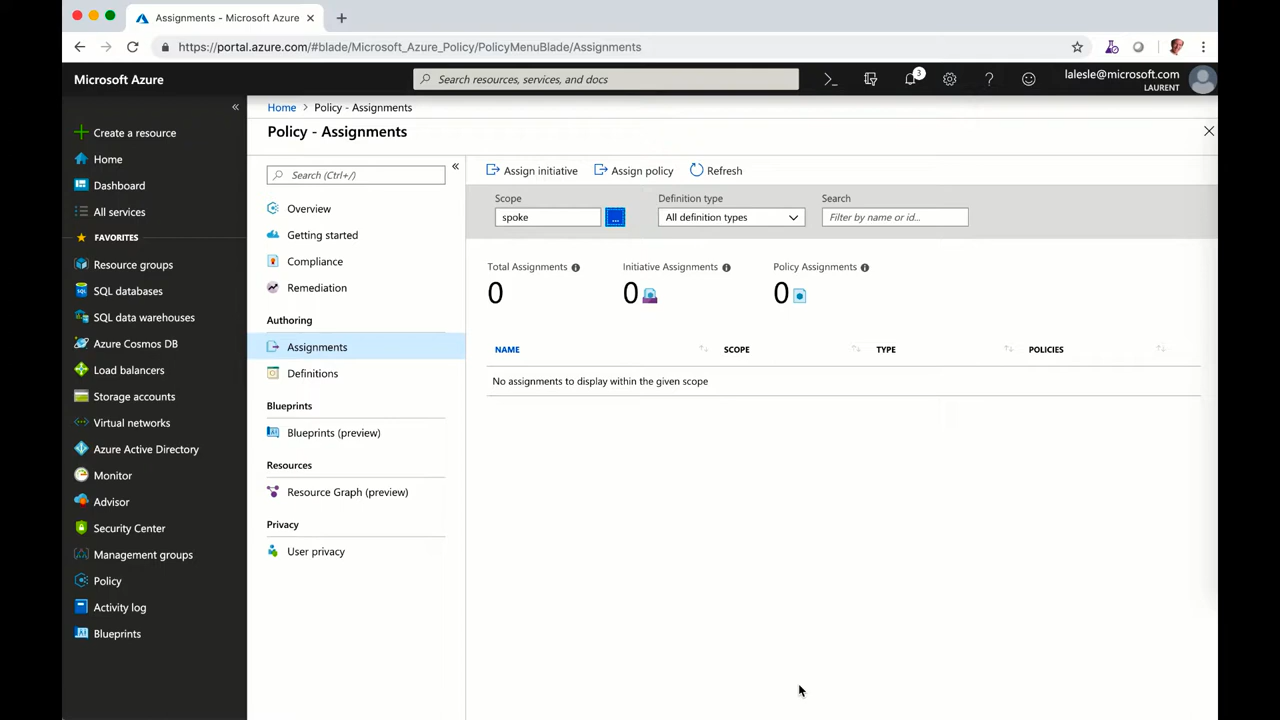 Assignments - Microsoft Azure
https://portal.azure.com/#blade/Microsoft_Azure_Policy/PolicyMenuBlade/Assignments
Microsoft Azure
Search resources, services, and docs
3
lalesle@microsoft.com
LAURENT
Create a resource
Home
Dashboard
All services
FAVORITES
Resource groups
SQL databases
SQL data warehouses
Azure Cosmos DB
Load balancers
Storage accounts
Virtual networks
Azure Active Directory
Monitor
Advisor
Security Center
Management groups
Policy
Activity log
Blueprints
Home > Policy - Assignments
Policy - Assignments
Search (Ctrl+/)
Overview
Getting started
Compliance
Remediation
Authoring
Assignments
Definitions
Blueprints
Blueprints (preview)
Resources
Resource Graph (preview)
Privacy
User privacy
Assign initiative
Assign policy
Refresh
Scope
Definition type
Search
spoke
...
All definition types
Filter by name or id...
Total Assignments
Initiative Assignments
Policy Assignments
0
0
0
NAME
SCOPE
TYPE
POLICIES
No assignments to display within the given scope